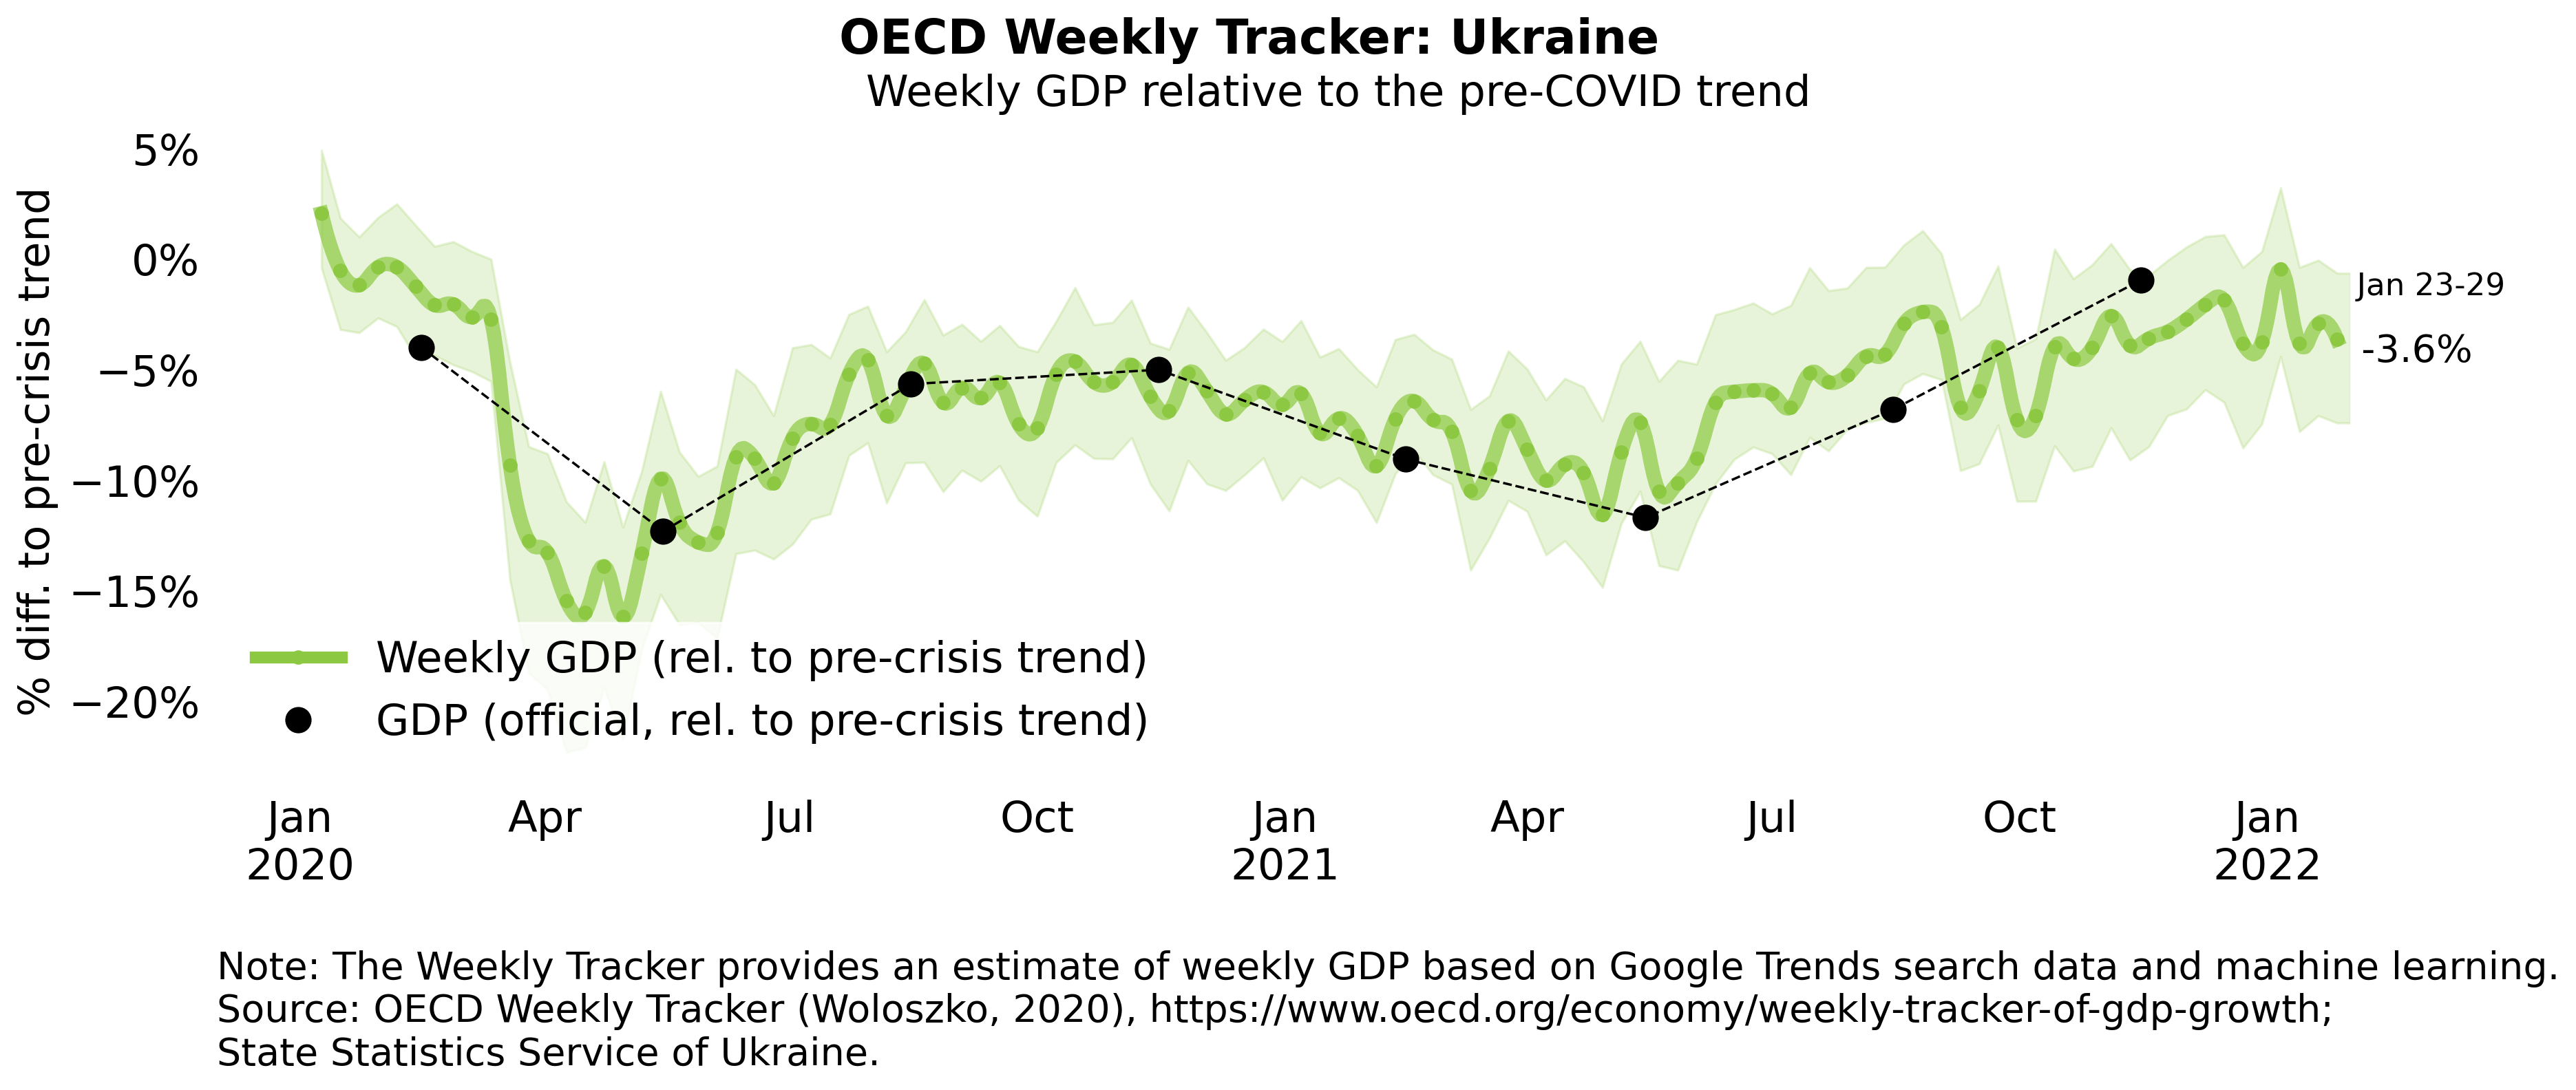 OECD Weekly Tracker: Ukraine
Weekly GDP relative to the pre-COVID trend
% diff. to pre-crisis trend
5%
0%
−5%
−10%
−15%
−20%
Jan 23-29
-3.6%
Weekly GDP (rel. to pre-crisis trend)
GDP (official, rel. to pre-crisis trend)
Jan Apr Jul Oct Jan Apr Jul Oct Jan
2020 2021 2022
Note: The Weekly Tracker provides an estimate of weekly GDP based on Google Trends search data and machine learning.
Source: OECD Weekly Tracker (Woloszko, 2020), https://www.oecd.org/economy/weekly-tracker-of-gdp-growth;
State Statistics Service of Ukraine.